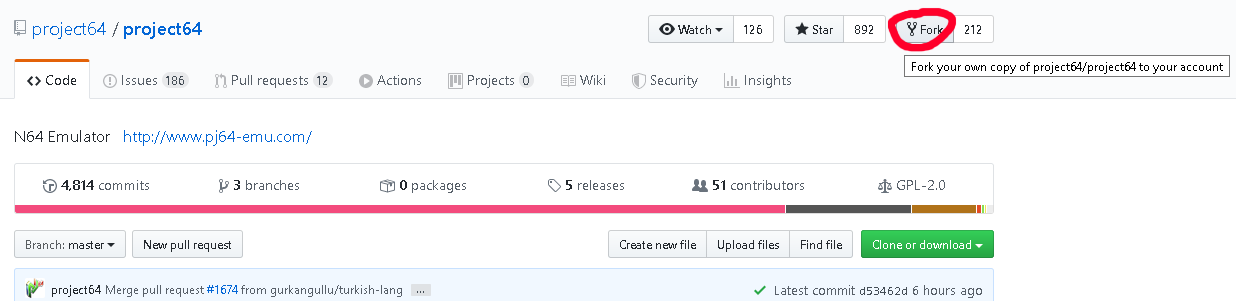 project64 / project64 Watch 126 Star 892 Fork 212
Fork your own copy of project64/project64 to your account
Code Issues 186 Pull requests 12 Actions Projects 0 Wiki Security Insights
N64 Emulator http://www.pj64-emu.com/
4,814 commits 3 branches 0 packages 5 releases 51 contributors GPL-2.0
Branch: master New pull request Create new file Upload files Find file Clone or download
project64 Merge pull request #1674 from gurkangullu/turkish-lang ... Latest commit d53462d 6 hours ago